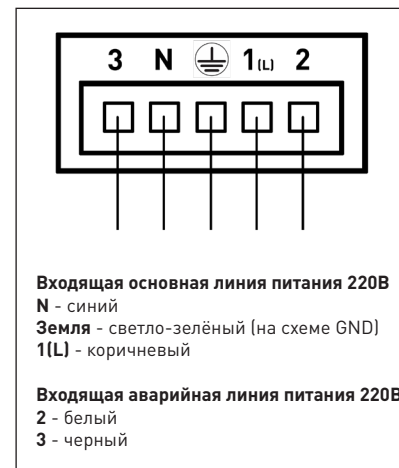 3 N 1(L) 2
Входящая основная линия питания 220В
N - синий
Земля - светло-зелёный (на схеме GND)
1(L) - коричневый
Входящая аварийная линия питания 220В
2 - белый
3 - черный